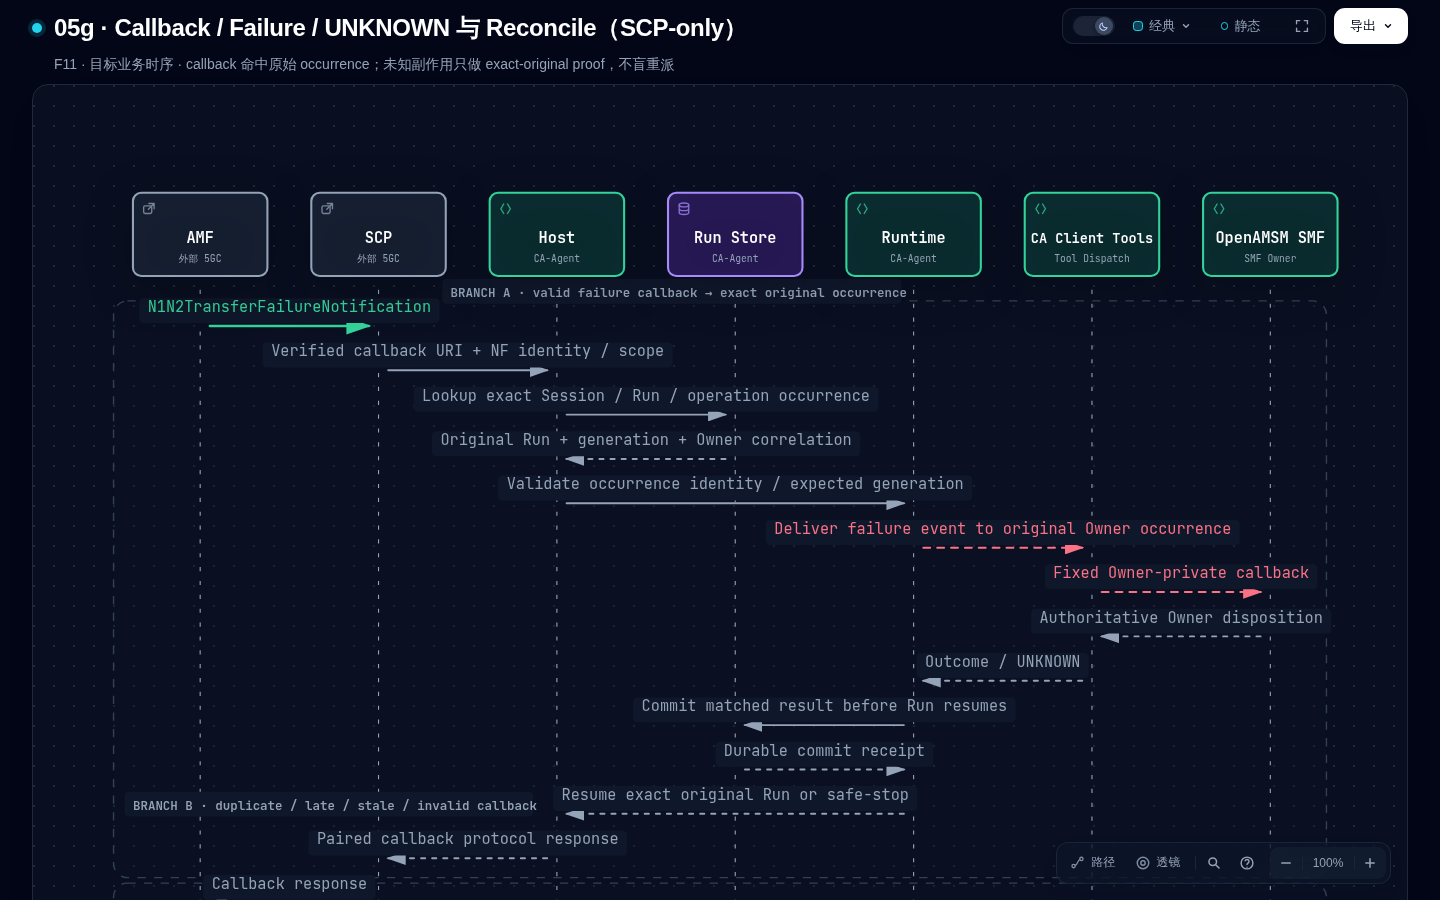 05g · Callback / Failure / UNKNOWN 与 Reconcile（SCP-only）
经典
静态
导出
F11 · 目标业务时序 · callback 命中原始 occurrence；未知副作用只做 exact-original proof，不盲重派
AMF
外部 5GC
SCP
外部 5GC
Host
CA-Agent
Run Store
CA-Agent
Runtime
CA-Agent
CA Client Tools
Tool Dispatch
OpenAMSM SMF
SMF Owner
BRANCH A · valid failure callback → exact original occurrence
N1N2TransferFailureNotification
Verified callback URI + NF identity / scope
Lookup exact Session / Run / operation occurrence
Original Run + generation + Owner correlation
Validate occurrence identity / expected generation
Deliver failure event to original Owner occurrence
Fixed Owner-private callback
Authoritative Owner disposition
Outcome / UNKNOWN
Commit matched result before Run resumes
Durable commit receipt
Resume exact original Run or safe-stop
BRANCH B · duplicate / late / stale / invalid callback
Paired callback protocol response
Callback response
路径
透镜
100%